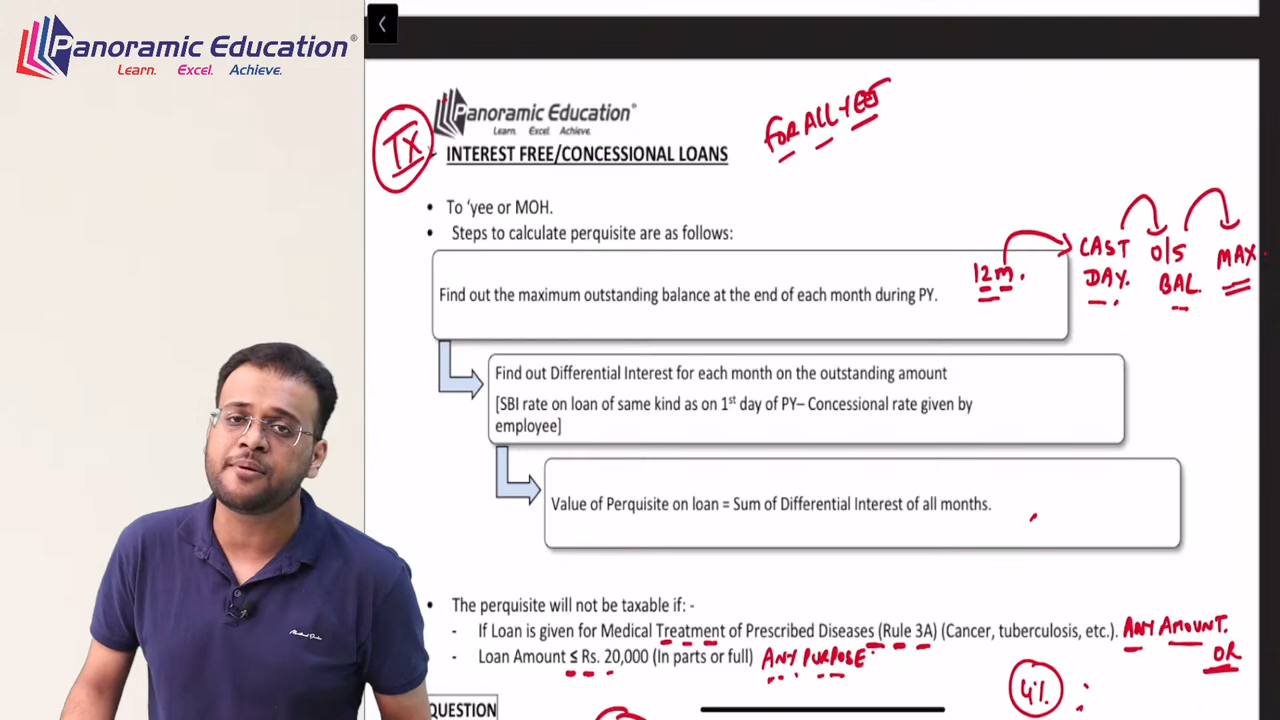 Panoramic Education®
Learn. Excel. Achieve.
Panoramic Education®
Learn. Excel. Achieve.
FOR ALL YEES
TX
INTEREST FREE/CONCESSIONAL LOANS
• To ‘yee or MOH.
• Steps to calculate perquisite are as follows:
Find out the maximum outstanding balance at the end of each month during PY.
12m.
LAST DAY.
O/S BAL.
MAX.
Find out Differential Interest for each month on the outstanding amount
[SBI rate on loan of same kind as on 1st day of PY– Concessional rate given by
employee]
Value of Perquisite on loan = Sum of Differential Interest of all months.
• The perquisite will not be taxable if: -
- If Loan is given for Medical Treatment of Prescribed Diseases (Rule 3A) (Cancer, tuberculosis, etc.). ANY AMOUNT.
OR
- Loan Amount ≤ Rs. 20,000 (In parts or full) ANY PURPOSE
4%
QUESTION